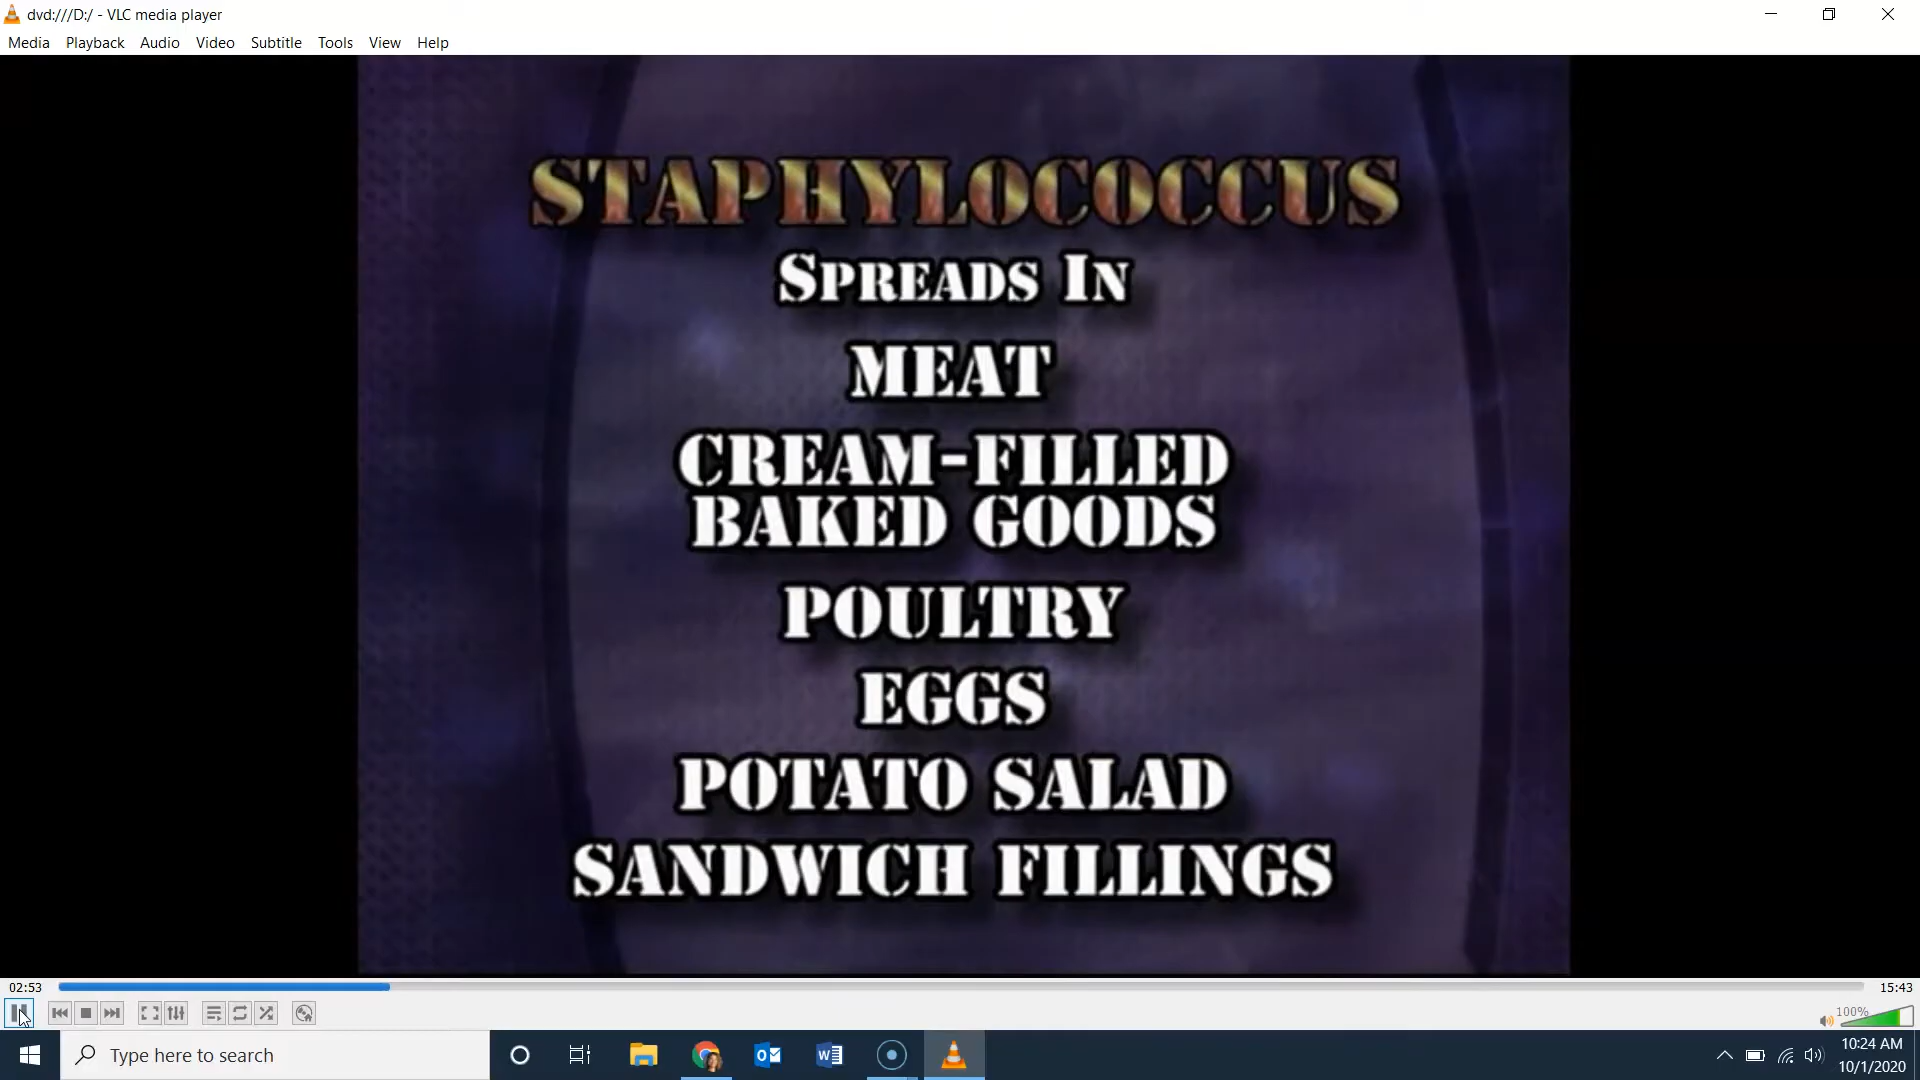 dvd:///D:/ - VLC media player
Media Playback Audio Video Subtitle Tools View Help
STAPHYLOCOCCUS
SPREADS IN
MEAT
CREAM-FILLED
BAKED GOODS
POULTRY
EGGS
POTATO SALAD
SANDWICH FILLINGS
02:53
15:43
100%
Type here to search
10:24 AM
10/1/2020